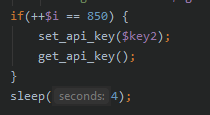 if(++$i == 850) {
set_api_key($key2);
get_api_key();
}
sleep( seconds: 4);